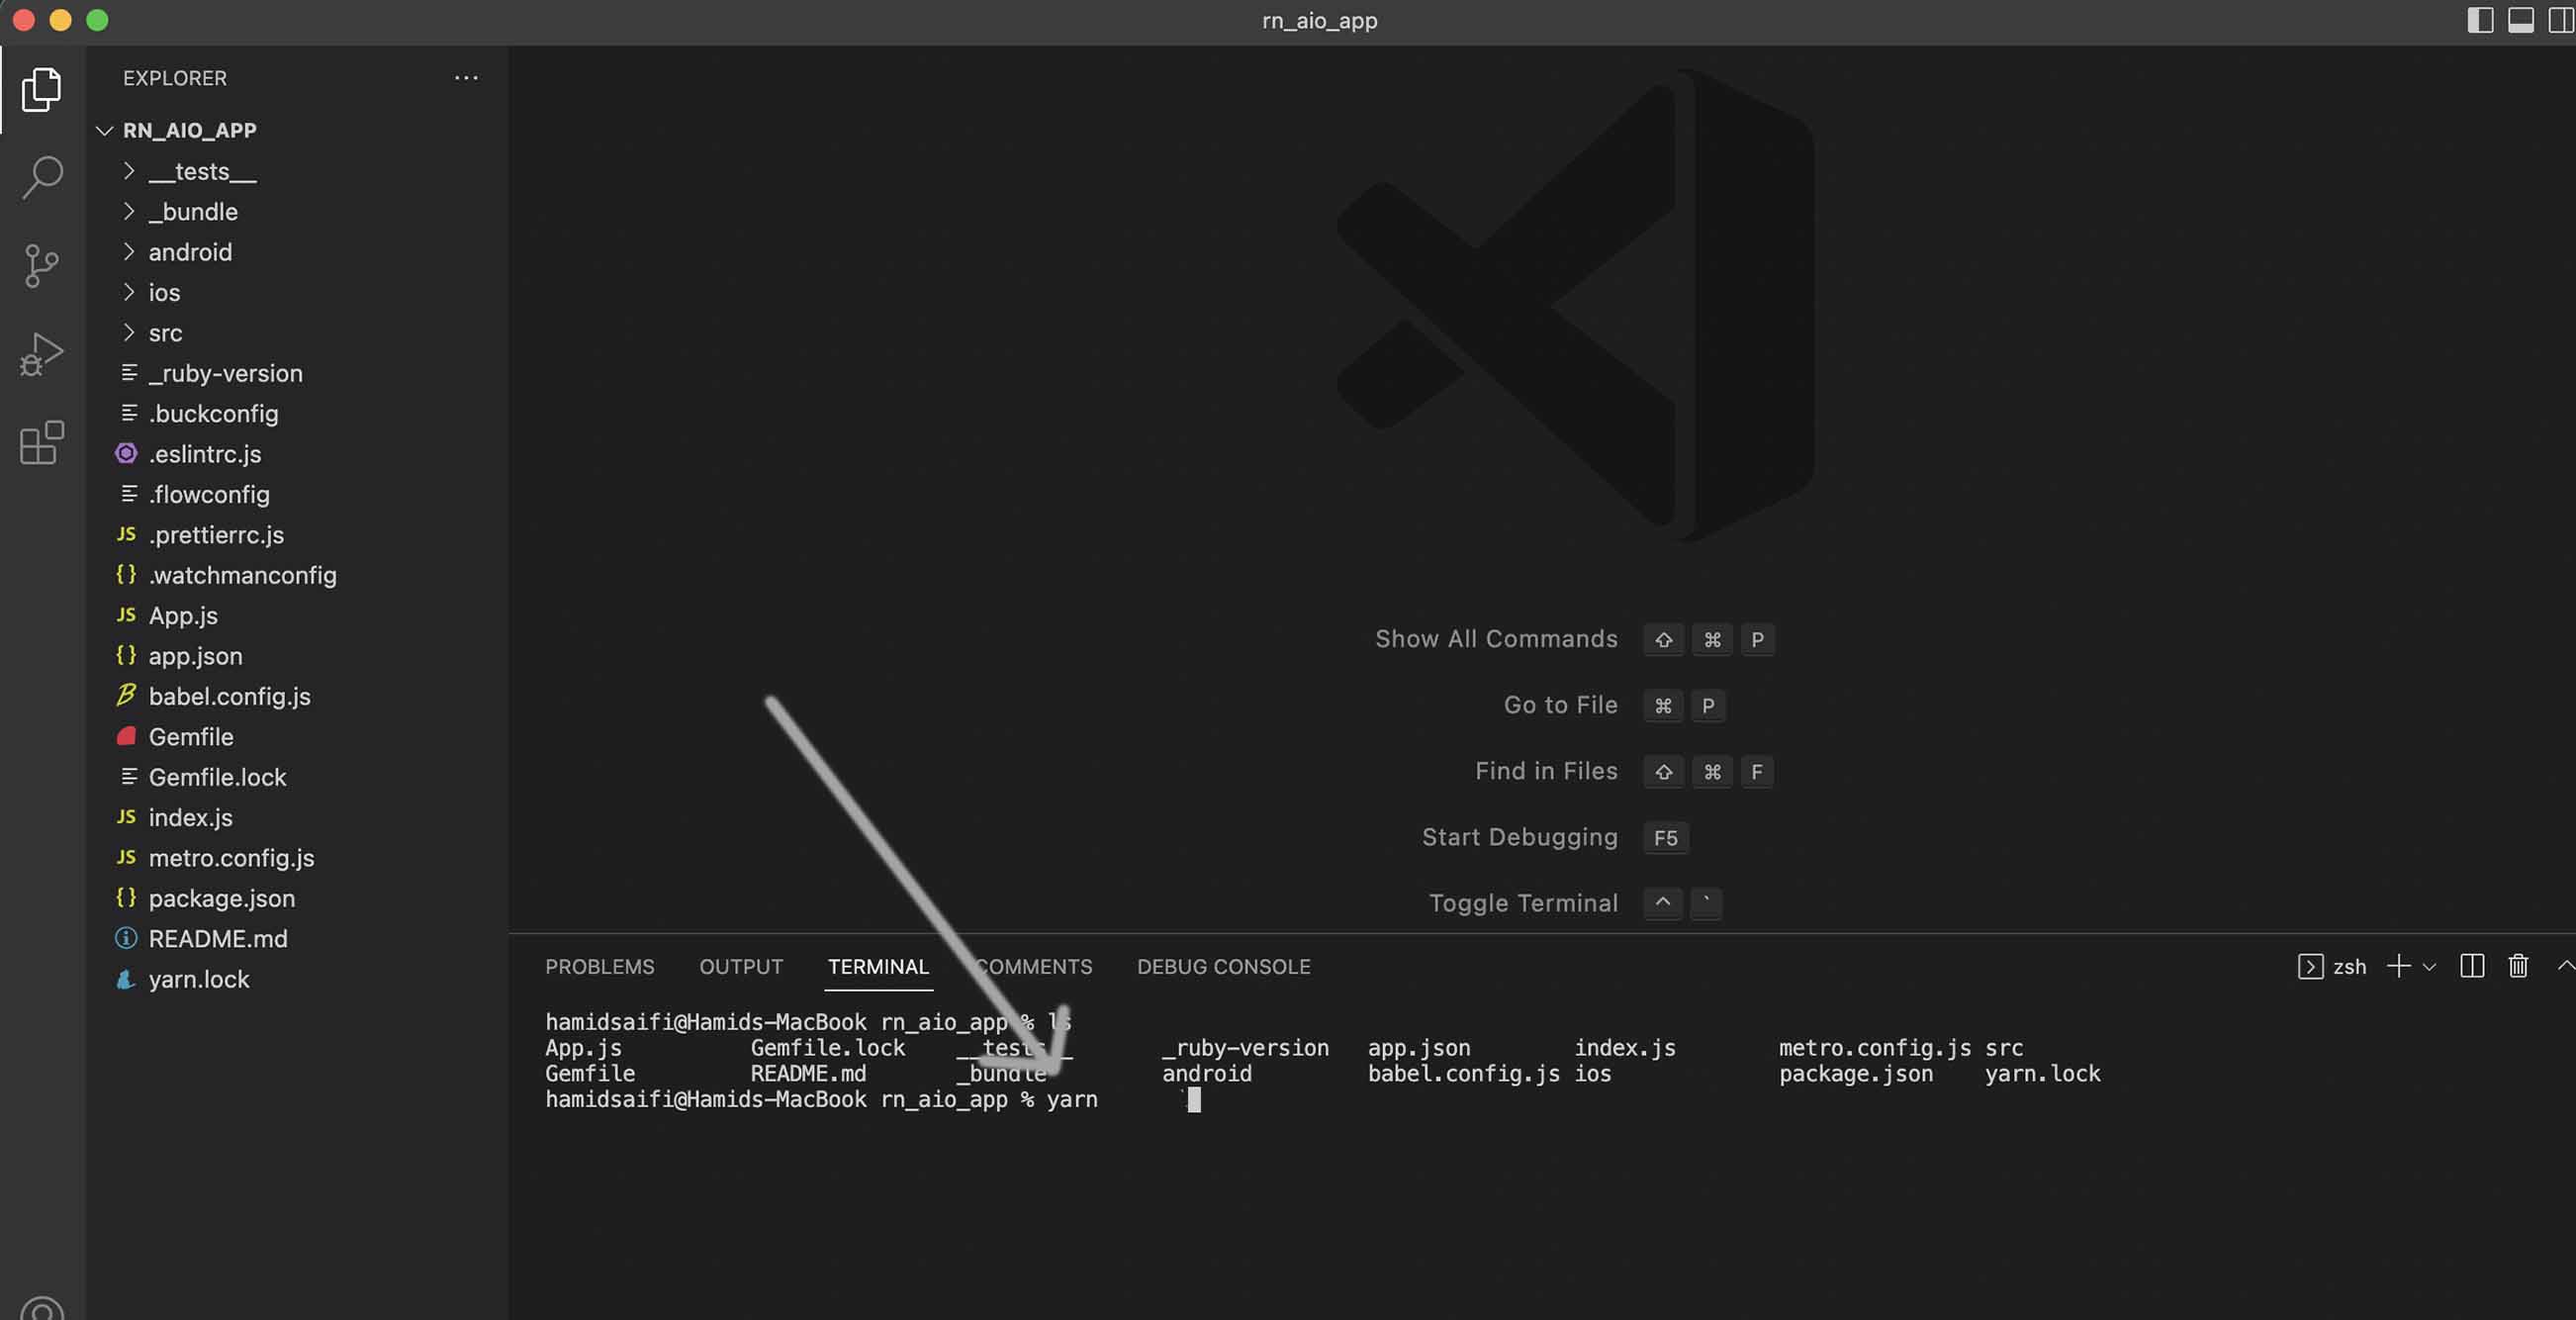 rn_aio_app
EXPLORER ...
RN_AIO_APP
__tests__
_bundle
android
ios
src
_ruby-version
.buckconfig
.eslintrc.js
.flowconfig
JS .prettierrc.js
{} .watchmanconfig
JS App.js
{} app.json
babel.config.js
Gemfile
Gemfile.lock
JS index.js
JS metro.config.js
{} package.json
README.md
yarn.lock
Show All Commands ⇧ ⌘ P
Go to File ⌘ P
Find in Files ⇧ ⌘ F
Start Debugging F5
Toggle Terminal ^ `
PROBLEMS OUTPUT TERMINAL COMMENTS DEBUG CONSOLE zsh
hamidsaifi@Hamids-MacBook rn_aio_app % ls
App.js Gemfile.lock __tests__ _ruby-version app.json index.js metro.config.js src
Gemfile README.md _bundle android babel.config.js ios package.json yarn.lock
hamidsaifi@Hamids-MacBook rn_aio_app % yarn